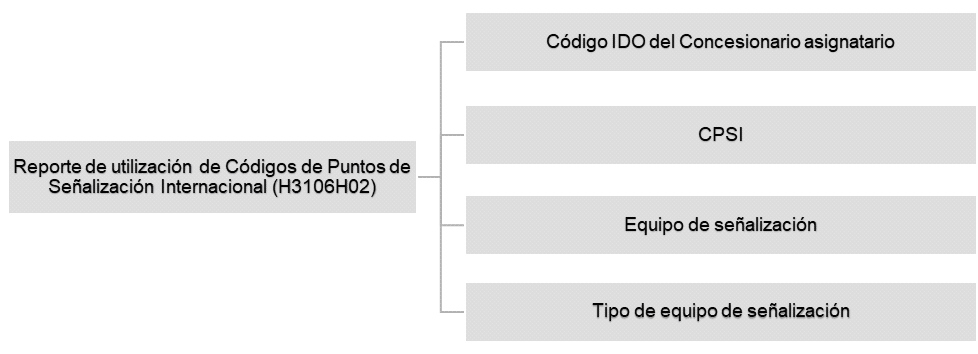 Código IDO del Concesionario asignatario
CPSI
Reporte de utilización de Códigos de Puntos de
Señalización Internacional (H3106H02)
Equipo de señalización
Tipo de equipo de señalización